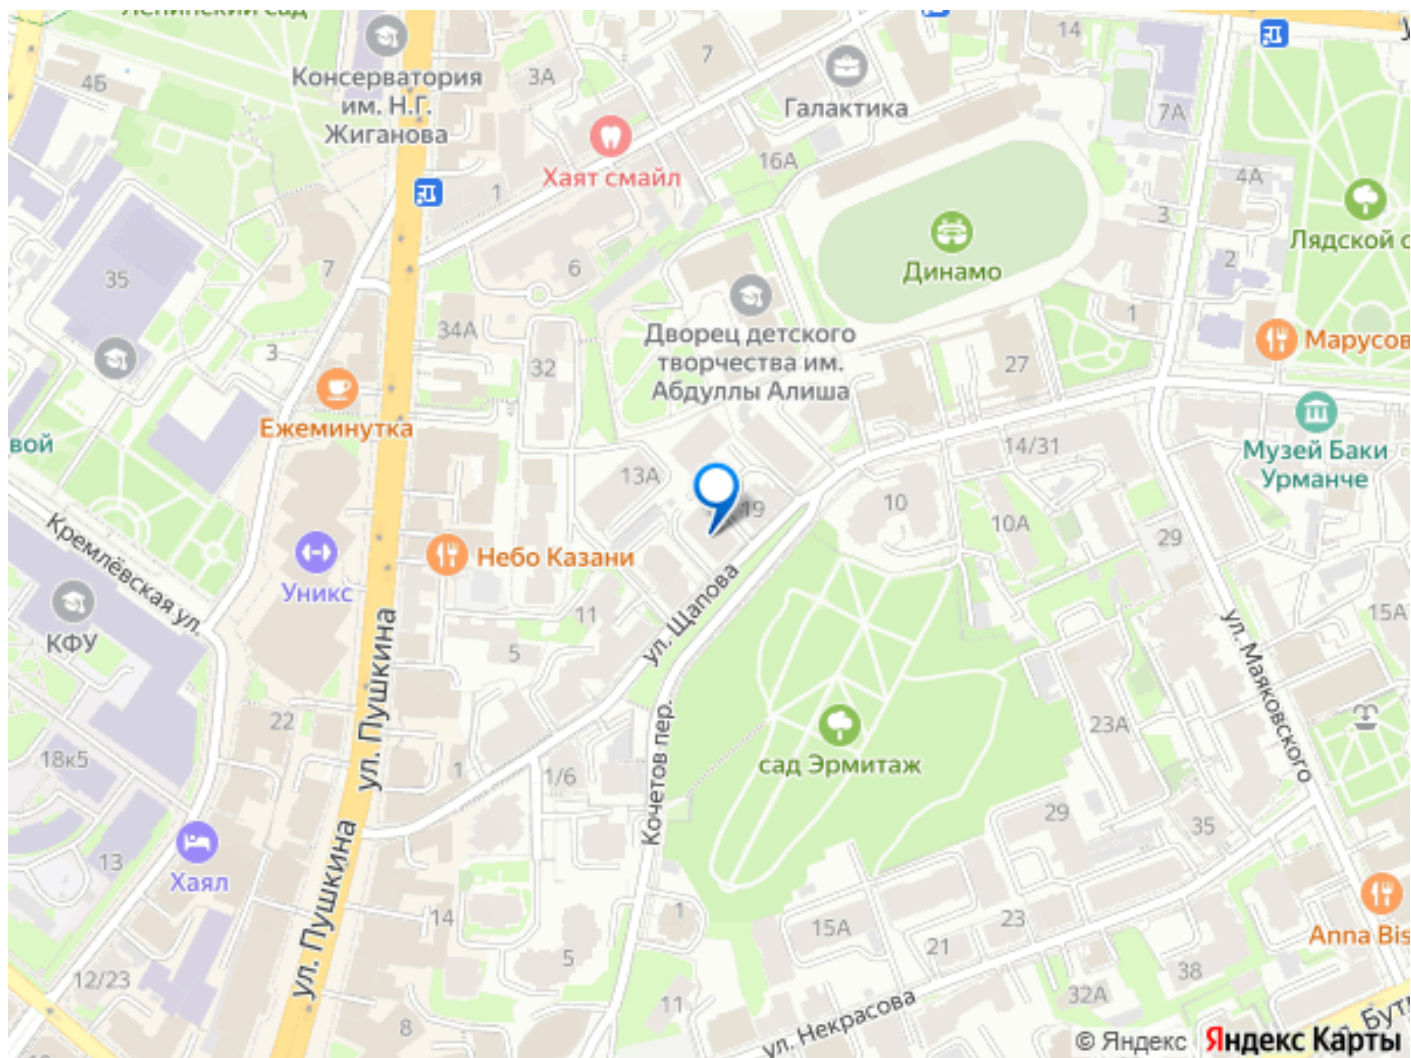 Ленинский сад
14
7
4Б
3А
Консерватория
им. Н.Г.
Жиганова
Галактика
7А
16А
Хаят смайл
1
4А
3
Лядской с
2
6
35
7
Динамо
1
34А
Дворец детского
творчества им.
Абдуллы Алиша
3
32
27
Марусов
Ежеминутка
вой
14/31
Музей Баки
Урманче
13А
19
10
10А
29
Кремлёвская ул.
Уникс
Небо Казани
ул. Щапова
11
КФУ
5
15А
ул. Пушкина
ул. Маяковского
22
23А
Кочетов пер.
сад Эрмитаж
18к5
1
1/6
29
35
13
Хаял
ул. Пушкина
14
1
15А
23
21
Anna Bis
5
12/23
38
32А
11
8
ул. Некрасова
© Яндекс
Яндекс Карты